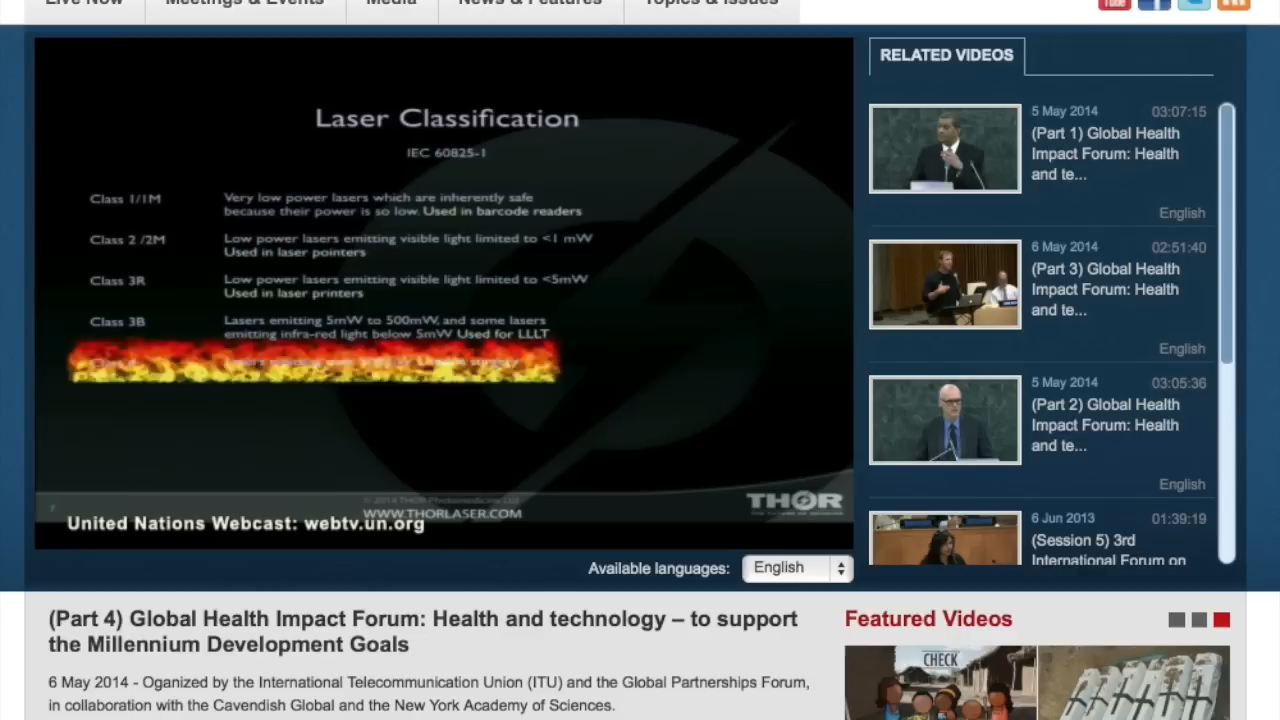 Live Now
Meetings & Events
Media
News & Features
Topics & Issues
Laser Classification
IEC 60825-1
Class 1/1M
Very low power lasers which are inherently safe
because their power is so low. Used in barcode readers
Class 2 /2M
Low power lasers emitting visible light limited to <1 mW
Used in laser pointers
Class 3R
Low power lasers emitting visible light limited to <5mW
Used in laser printers
Class 3B
Lasers emitting 5mW to 500mW, and some lasers
emitting infra-red light below 5mW Used for LLLT
7
© 2014 THOR Photomedicine Ltd
WWW.THORLASER.COM
THOR
United Nations Webcast: webtv.un.org
Available languages:
English
RELATED VIDEOS
5 May 2014
03:07:15
(Part 1) Global Health
Impact Forum: Health
and te...
English
6 May 2014
02:51:40
(Part 3) Global Health
Impact Forum: Health
and te...
English
5 May 2014
03:05:36
(Part 2) Global Health
Impact Forum: Health
and te...
English
6 Jun 2013
01:39:19
(Session 5) 3rd
International Forum on
(Part 4) Global Health Impact Forum: Health and technology – to support
the Millennium Development Goals
6 May 2014 - Oganized by the International Telecommunication Union (ITU) and the Global Partnerships Forum,
in collaboration with the Cavendish Global and the New York Academy of Sciences.
Featured Videos
CHECK